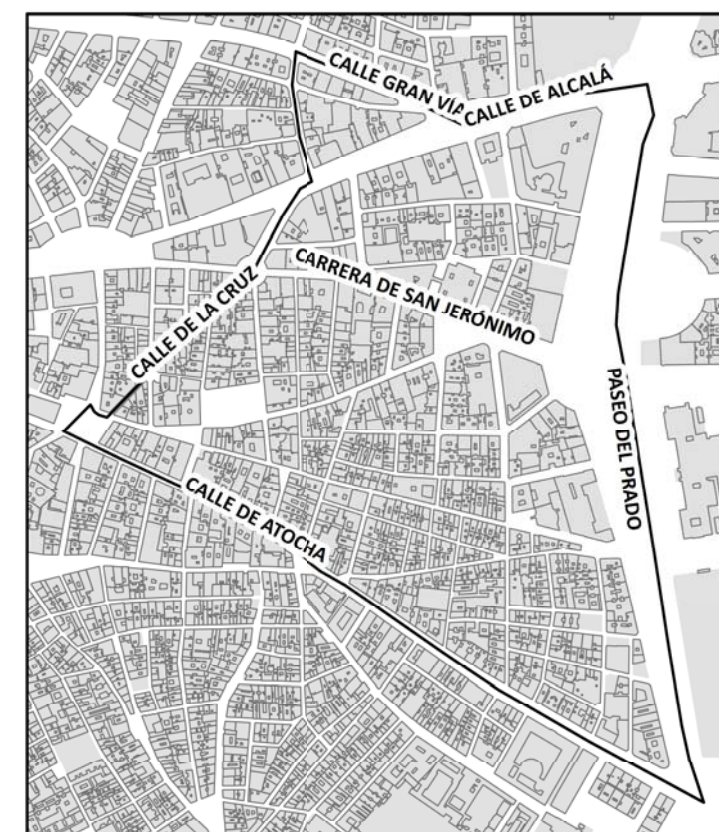 CALLE GRAN VÍA
CALLE DE ALCALÁ
CARRERA DE SAN JERÓNIMO
CALLE DE LA CRUZ
PASEO DEL PRADO
CALLE DE ATOCHA